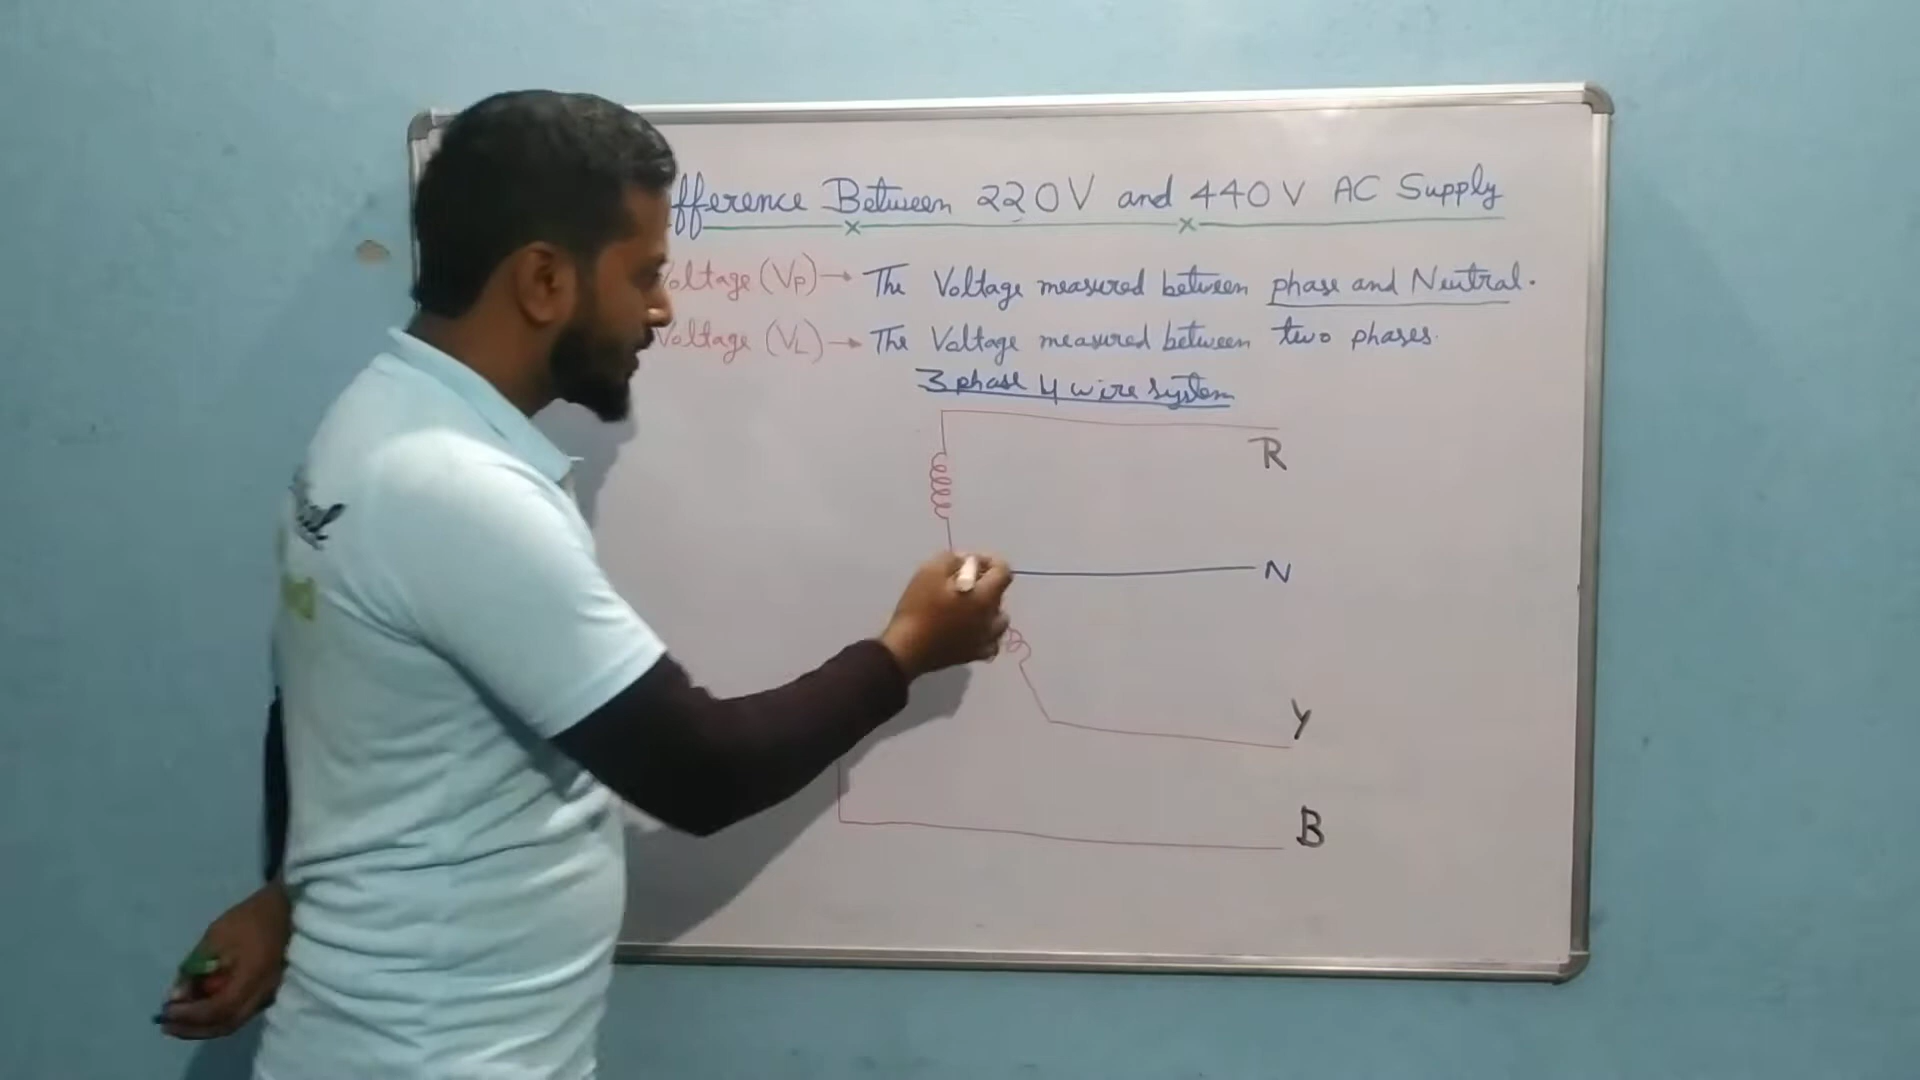 fference Between 220V and 440V AC Supply
Voltage (VP) → The Voltage measured between phase and Neutral.
Voltage (VL) → The Voltage measured between two phases.
3 phase 4 wire system
R
N
Y
B